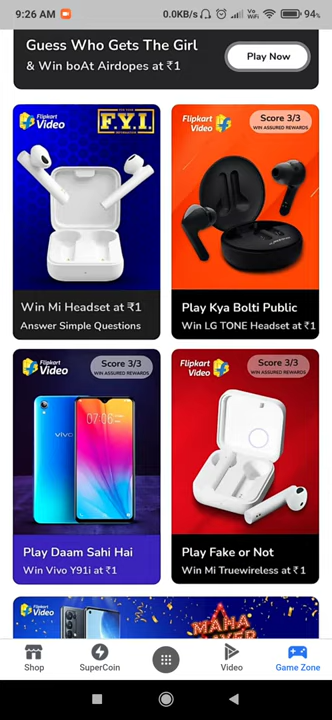 9:26 AM 0.0KB/s Vo WiFi 94%
Guess Who Gets The Girl
& Win boAt Airdopes at ₹1
Play Now
Flipkart Video
F.Y.I.
Win Mi Headset at ₹1
Answer Simple Questions
Flipkart Video
Score 3/3
WIN ASSURED REWARDS
Play Kya Bolti Public
Win LG TONE Headset at ₹1
Flipkart Video
Score 3/3
WIN ASSURED REWARDS
vivo
07:06
Play Daam Sahi Hai
Win Vivo Y91i at ₹1
Flipkart Video
Score 3/3
WIN ASSURED REWARDS
Play Fake or Not
Win Mi Truewireless at ₹1
Flipkart Video
MAHA
Shop
SuperCoin
Video
Game Zone